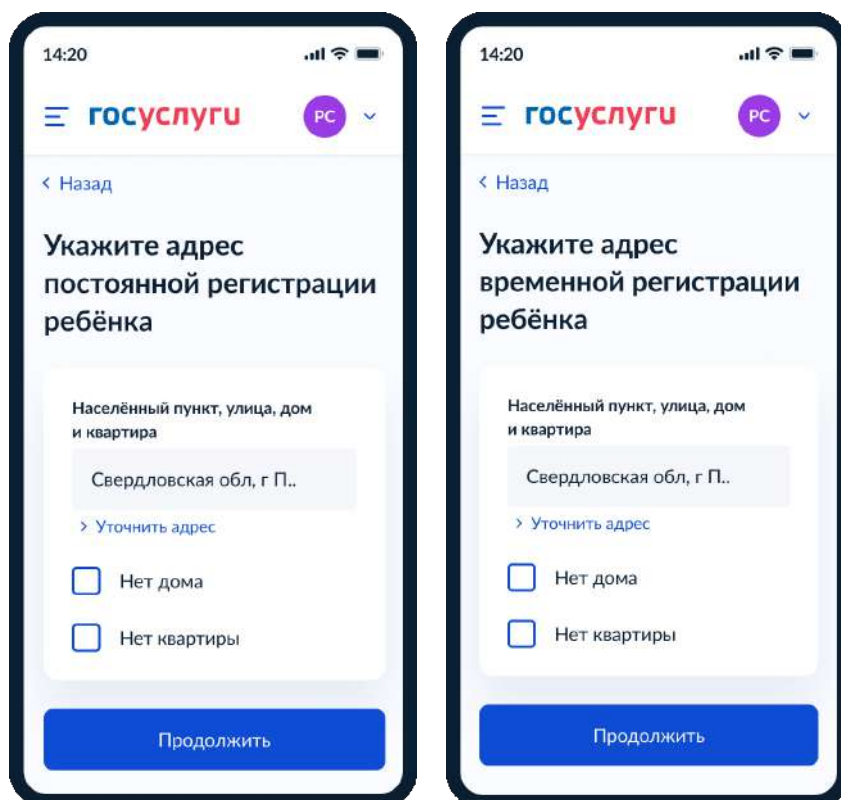 14:20
госуслуги
РС
Назад
Укажите адрес
постоянной регистрации
ребёнка
Населённый пункт, улица, дом
и квартира
Свердловская обл, г П..
Уточнить адрес
Нет дома
Нет квартиры
Продолжить
14:20
госуслуги
РС
Назад
Укажите адрес
временной регистрации
ребёнка
Населённый пункт, улица, дом
и квартира
Свердловская обл, г П..
Уточнить адрес
Нет дома
Нет квартиры
Продолжить